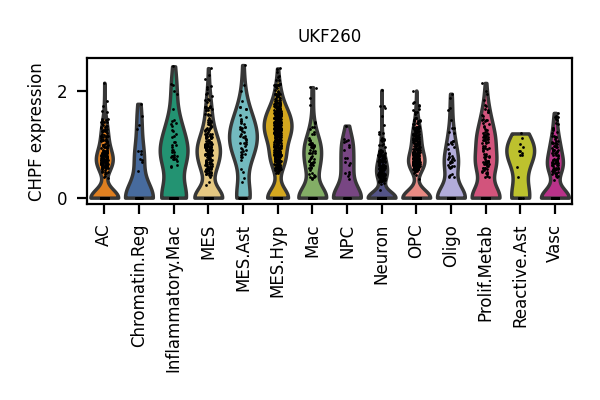 UKF260
CHPF expression
2
0
AC
Chromatin.Reg
Inflammatory.Mac
MES
MES.Ast
MES.Hyp
Mac
NPC
Neuron
OPC
Oligo
Prolif.Metab
Reactive.Ast
Vasc